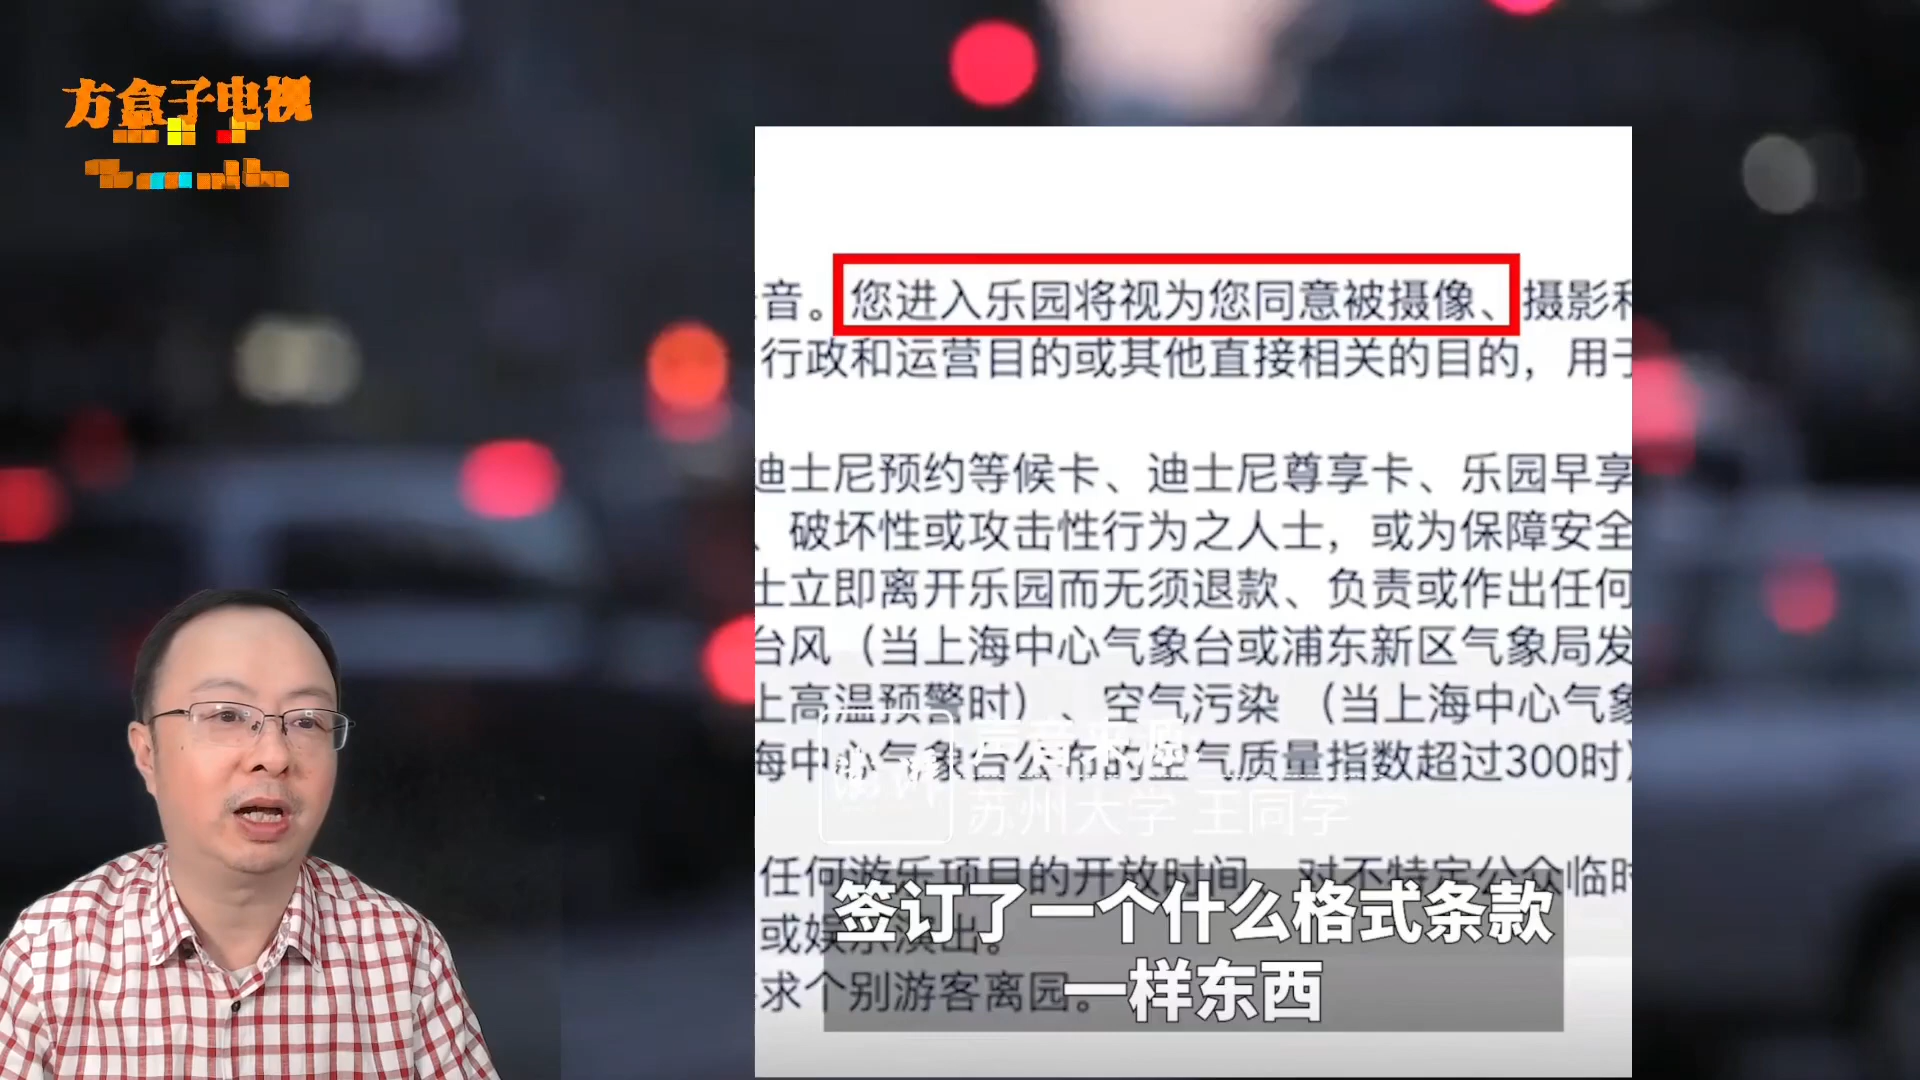 方盒子电视
音。您进入乐园将视为您同意被摄像、摄影和
行政和运营目的或其他直接相关的目的，用于
迪士尼预约等候卡、迪士尼尊享卡、乐园早享
、破坏性或攻击性行为之人士，或为保障安全
士立即离开乐园而无须退款、负责或作出任何
台风（当上海中心气象台或浦东新区气象局发
上高温预警时）、空气污染（当上海中心气象
海中心气象台公布的空气质量指数超过300时）
澎湃
声音来源:
苏州大学 王同学
任何游乐项目的开放时间，对不特定公众临时
或娱乐演出。
求个别游客离园。
签订了一个什么格式条款
一样东西